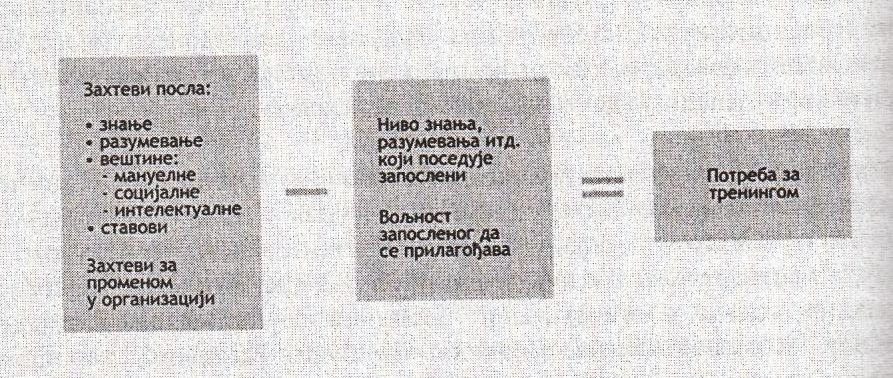 Захтеви посла:
• знање
• разумевање
• вештине:
- мануелне
- социјалне
- интелектуалне
• ставови
Захтеви за
променом
у организацији
−
Ниво знања,
разумевања итд.
који поседује
запослени
Вољност
запосленог да
се прилагођава
=
Потреба за
тренингом